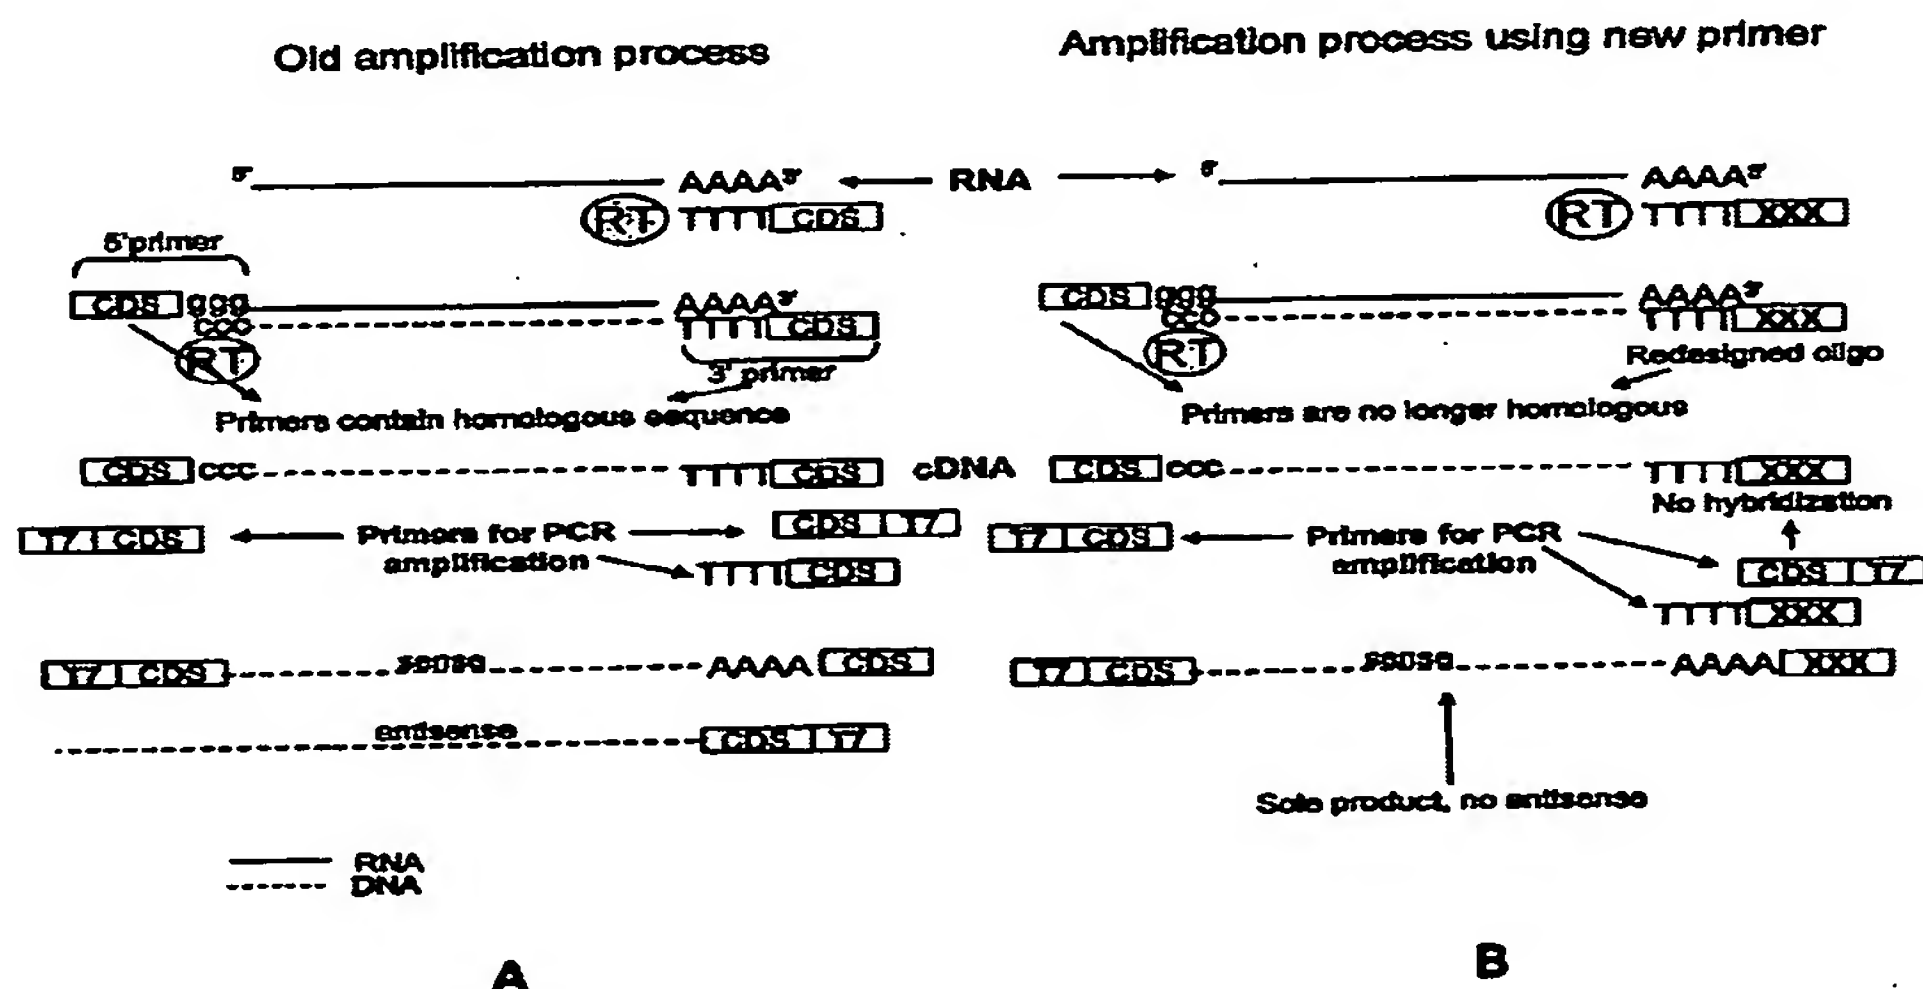 Old amplification process
Amplification process using new primer
5' AAAA3' RNA 5' AAAA3'
RT TTTT CDS
RT TTTT XXX
5'primer
CDS ggg AAAA3'
ccc TTTT CDS
RT
3' primer
Primers contain homologous sequence
CDS ggg AAAA3'
ccc TTTT XXX
RT
Redesigned oligo
Primers are no longer homologous
CDS ccc TTTT CDS cDNA CDS ccc TTTT XXX
No hybridization
T7 CDS Primers for PCR CDS T7
amplification TTTT CDS
T7 CDS Primers for PCR
amplification CDS T7
TTTT XXX
T7 CDS sense AAAA CDS
antisense CDS T7
T7 CDS sense AAAA XXX
Sole product, no antisense
RNA
DNA
A
B